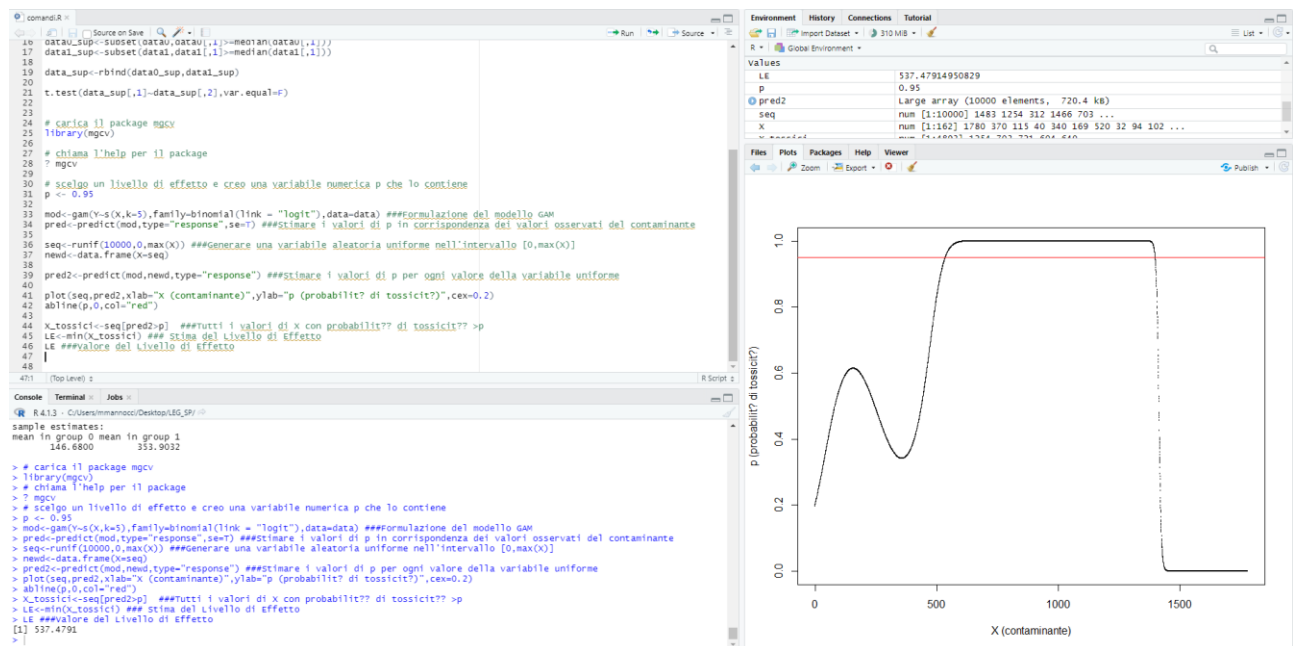 comandi.R
Source on Save
Run
Source
16 data0_sup<-subset(data0,data0[,1]>=median(data0[,1]))
17 data1_sup<-subset(data1,data1[,1]>=median(data1[,1]))
18
19 data_sup<-rbind(data0_sup,data1_sup)
20
21 t.test(data_sup[,1]~data_sup[,2],var.equal=F)
22
23
24 # carica il package mgcv
25 library(mgcv)
26
27 # chiama l'help per il package
28 ? mgcv
29
30 # scelgo un livello di effetto e creo una variabile numerica p che lo contiene
31 p <- 0.95
32
33 mod<-gam(Y~s(X,k=5),family=binomial(link = "logit"),data=data) ###Formulazione del modello GAM
34 pred<-predict(mod,type="response",se=T) ###Stimare i valori di p in corrispondenza dei valori osservati del contaminante
35
36 seq<-runif(10000,0,max(X)) ###Generare una variabile aleatoria uniforme nell'intervallo [0,max(X)]
37 newd<-data.frame(X=seq)
38
39 pred2<-predict(mod,newd,type="response") ###Stimare i valori di p per ogni valore della variabile uniforme
40
41 plot(seq,pred2,xlab="X (contaminante)",ylab="p (probabilit? di tossicit?)",cex=0.2)
42 abline(p,0,col="red")
43
44 X_tossici<-seq[pred2>p] ###Tutti i valori di X con probabilit?? di tossicit?? >p
45 LE<-min(X_tossici) ### Stima del Livello di Effetto
46 LE ###Valore del Livello di Effetto
47
48
47:1 (Top Level) R Script
Console Terminal Jobs
R 4.1.3 · C:/Users/mmannocci/Desktop/LEG_SP/
sample estimates:
mean in group 0 mean in group 1
146.6800 353.9032
> # carica il package mgcv
> library(mgcv)
> # chiama l'help per il package
> ? mgcv
> # scelgo un livello di effetto e creo una variabile numerica p che lo contiene
> p <- 0.95
> mod<-gam(Y~s(X,k=5),family=binomial(link = "logit"),data=data) ###Formulazione del modello GAM
> pred<-predict(mod,type="response",se=T) ###Stimare i valori di p in corrispondenza dei valori osservati del contaminante
> seq<-runif(10000,0,max(X)) ###Generare una variabile aleatoria uniforme nell'intervallo [0,max(X)]
> newd<-data.frame(X=seq)
> pred2<-predict(mod,newd,type="response") ###Stimare i valori di p per ogni valore della variabile uniforme
> plot(seq,pred2,xlab="X (contaminante)",ylab="p (probabilit? di tossicit?)",cex=0.2)
> abline(p,0,col="red")
> X_tossici<-seq[pred2>p] ###Tutti i valori di X con probabilit?? di tossicit?? >p
> LE<-min(X_tossici) ### Stima del Livello di Effetto
> LE ###Valore del Livello di Effetto
[1] 537.4791
>
Environment History Connections Tutorial
Import Dataset 310 MiB List
R Global Environment
Values
LE 537.47914950829
p 0.95
pred2 Large array (10000 elements, 720.4 kB)
seq num [1:10000] 1483 1254 312 1466 703 ...
X num [1:162] 1780 370 115 40 340 169 520 32 94 102 ...
Files Plots Packages Help Viewer
Zoom Export Publish
p (probabilit? di tossicit?)
1.0
0.8
0.6
0.4
0.2
0.0
0 500 1000 1500
X (contaminante)